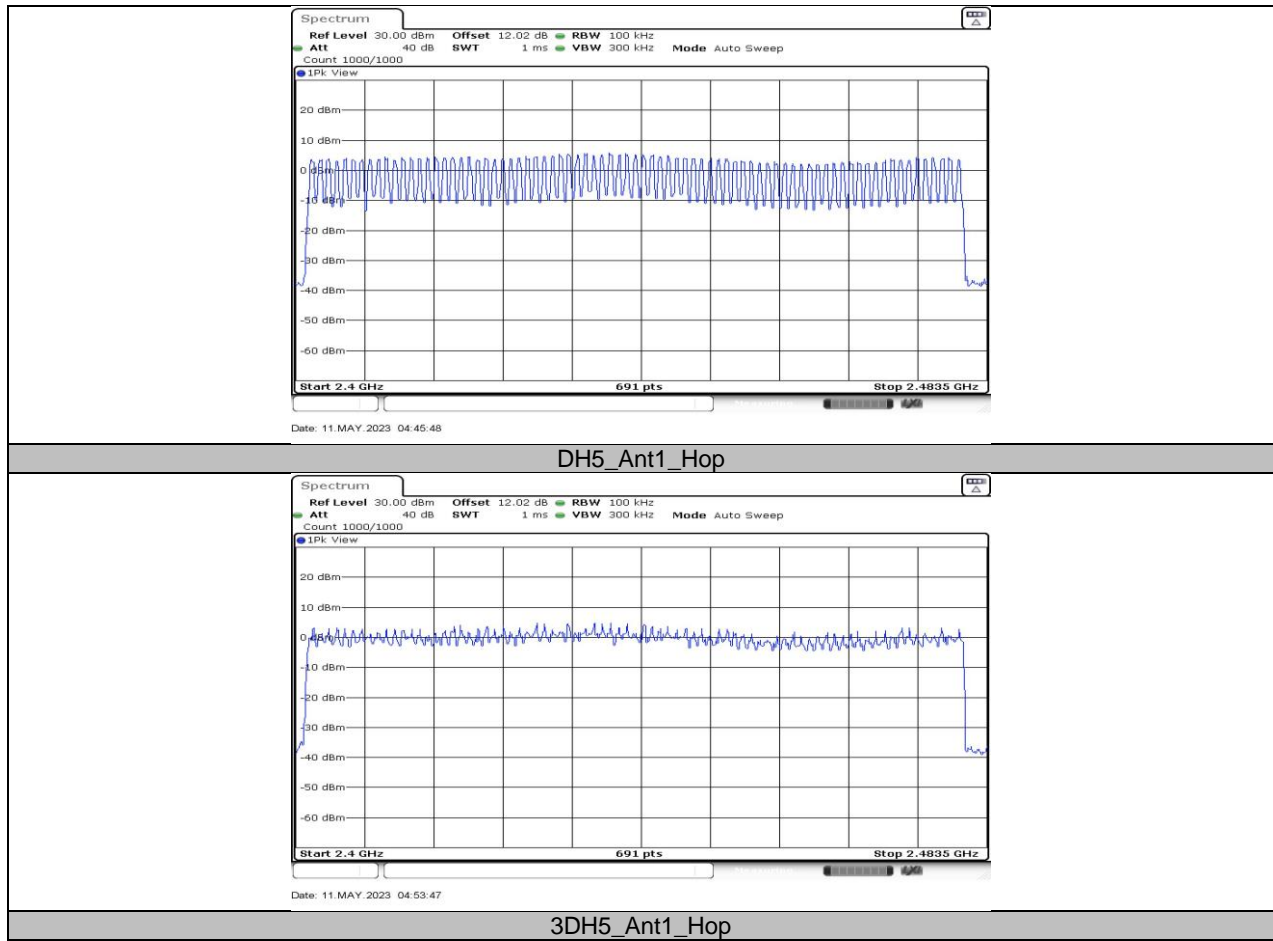 Spectrum
Ref Level 30.00 dBm Offset 12.02 dB RBW 100 kHz
Att 40 dB SWT 1 ms VBW 300 kHz Mode Auto Sweep
Count 1000/1000
1Pk View
20 dBm
10 dBm
0 dBm
-10 dBm
-20 dBm
-30 dBm
-40 dBm
-50 dBm
-60 dBm
Start 2.4 GHz 691 pts Stop 2.4835 GHz
Date: 11.MAY.2023 04:45:48
DH5_Ant1_Hop
Spectrum
Ref Level 30.00 dBm Offset 12.02 dB RBW 100 kHz
Att 40 dB SWT 1 ms VBW 300 kHz Mode Auto Sweep
Count 1000/1000
1Pk View
20 dBm
10 dBm
0 dBm
-10 dBm
-20 dBm
-30 dBm
-40 dBm
-50 dBm
-60 dBm
Start 2.4 GHz 691 pts Stop 2.4835 GHz
Date: 11.MAY.2023 04:53:47
3DH5_Ant1_Hop